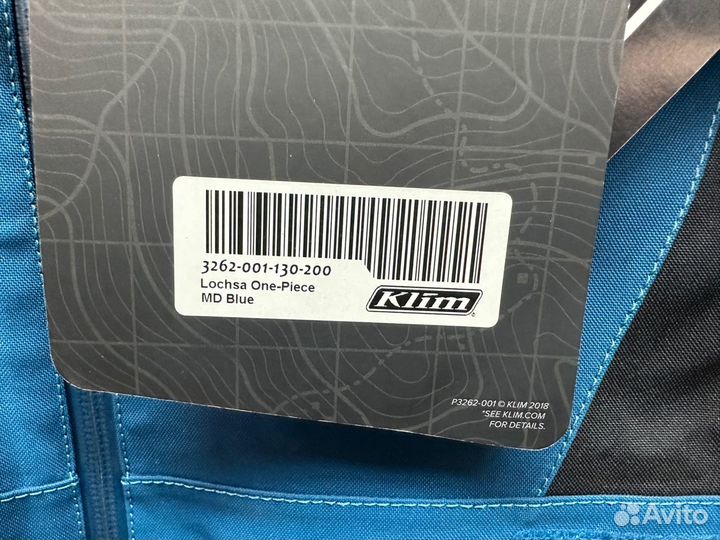 3262-001-130-200
Lochsa One-Piece
MD Blue
Klim
P3262-001 © KLIM 2018
*SEE KLIM.COM
FOR DETAILS.
Avito